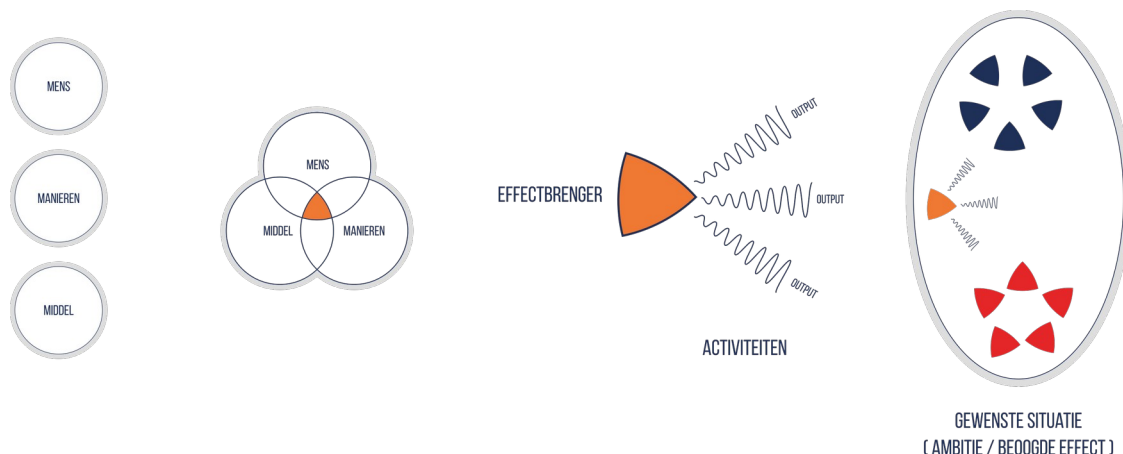 MENS
MANIEREN
MIDDEL
MENS
MIDDEL
MANIEREN
EFFECTBRENGER
OUTPUT
OUTPUT
OUTPUT
ACTIVITEITEN
GEWENSTE SITUATIE
( AMBITIE / BEOOGDE EFFECT )